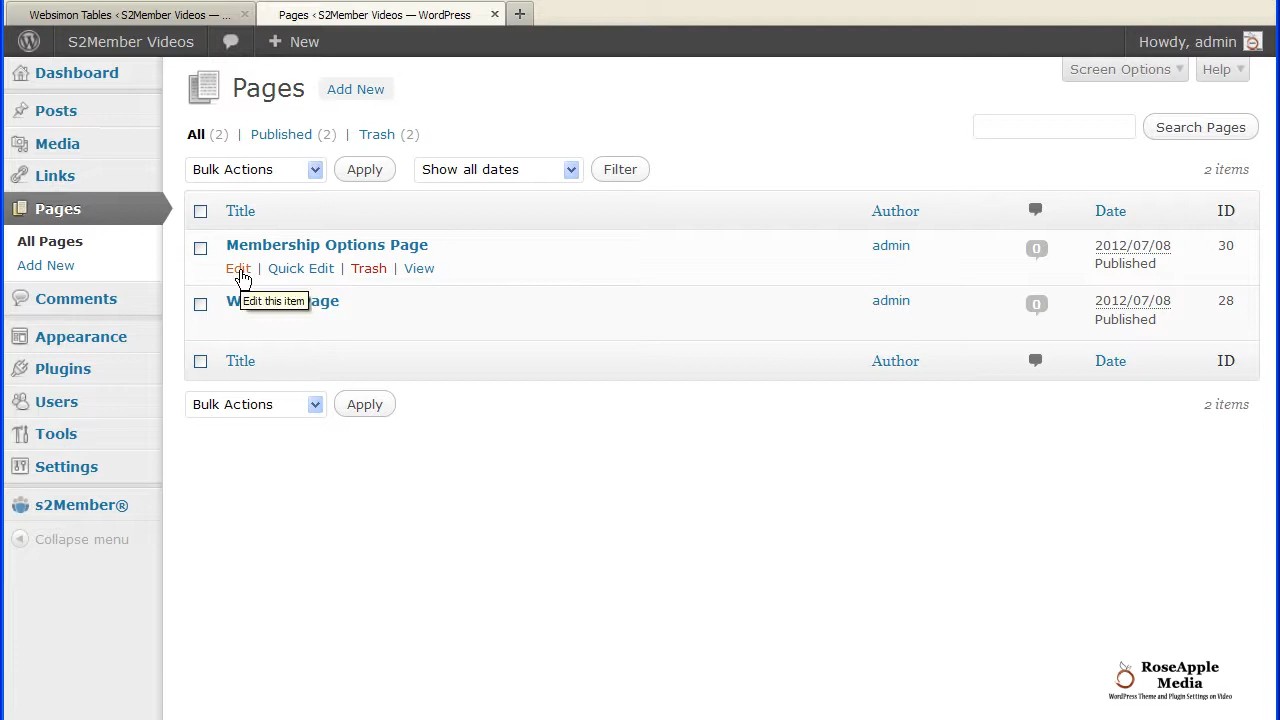 Websimon Tables ‹ S2Member Videos — ...
Pages ‹ S2Member Videos — WordPress
S2Member Videos
New
Howdy, admin
Dashboard
Posts
Media
Links
Pages
All Pages
Add New
Comments
Appearance
Plugins
Users
Tools
Settings
s2Member®
Collapse menu
Screen Options
Help
Pages
Add New
All (2) | Published (2) | Trash (2)
Search Pages
Bulk Actions
Apply
Show all dates
Filter
2 items
Title Author Date ID
Membership Options Page admin 0 2012/07/08 30
Edit | Quick Edit | Trash | View Published
Edit this item
admin 0 2012/07/08 28
Published
Title Author Date ID
Bulk Actions
Apply
2 items
RoseApple
Media
WordPress Theme and Plugin Settings on Video